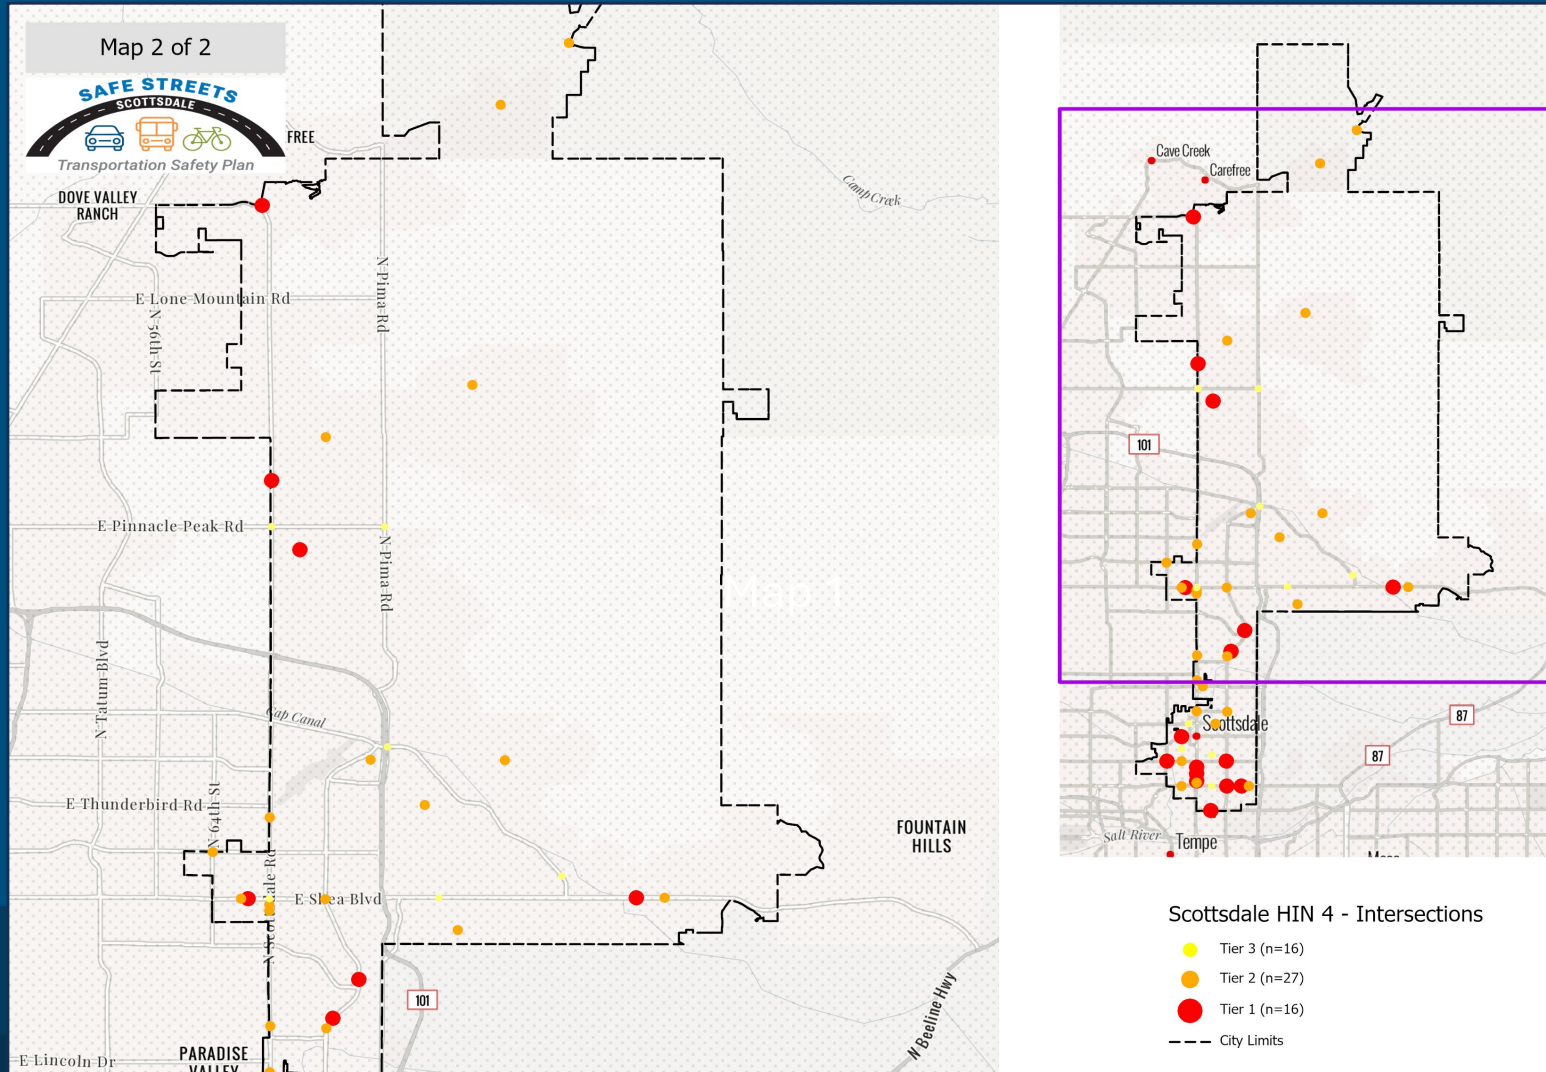 Map 2 of 2
SAFE STREETS
SCOTTSDALE
Transportation Safety Plan
FREE
DOVE VALLEY
RANCH
Camp Creek
N Pima Rd
E Lone Mountain Rd
N 56th St
E Pinnacle Peak Rd
N Pima Rd
N Tatum Blvd
Cap Canal
E Thunderbird Rd
N 64th St
FOUNTAIN
HILLS
N Scottsdale Rd
E Shea Blvd
101
N Beeline Hwy
PARADISE
VALLEY
E Lincoln Dr
Cave Creek
Carefree
101
87
Scottsdale
87
Salt River
Tempe
Scottsdale HIN 4 - Intersections
Tier 3 (n=16)
Tier 2 (n=27)
Tier 1 (n=16)
City Limits